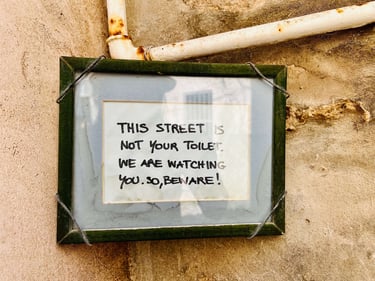 THIS STREET IS
NOT YOUR TOILET.
WE ARE WATCHING
YOU. SO, BEWARE!